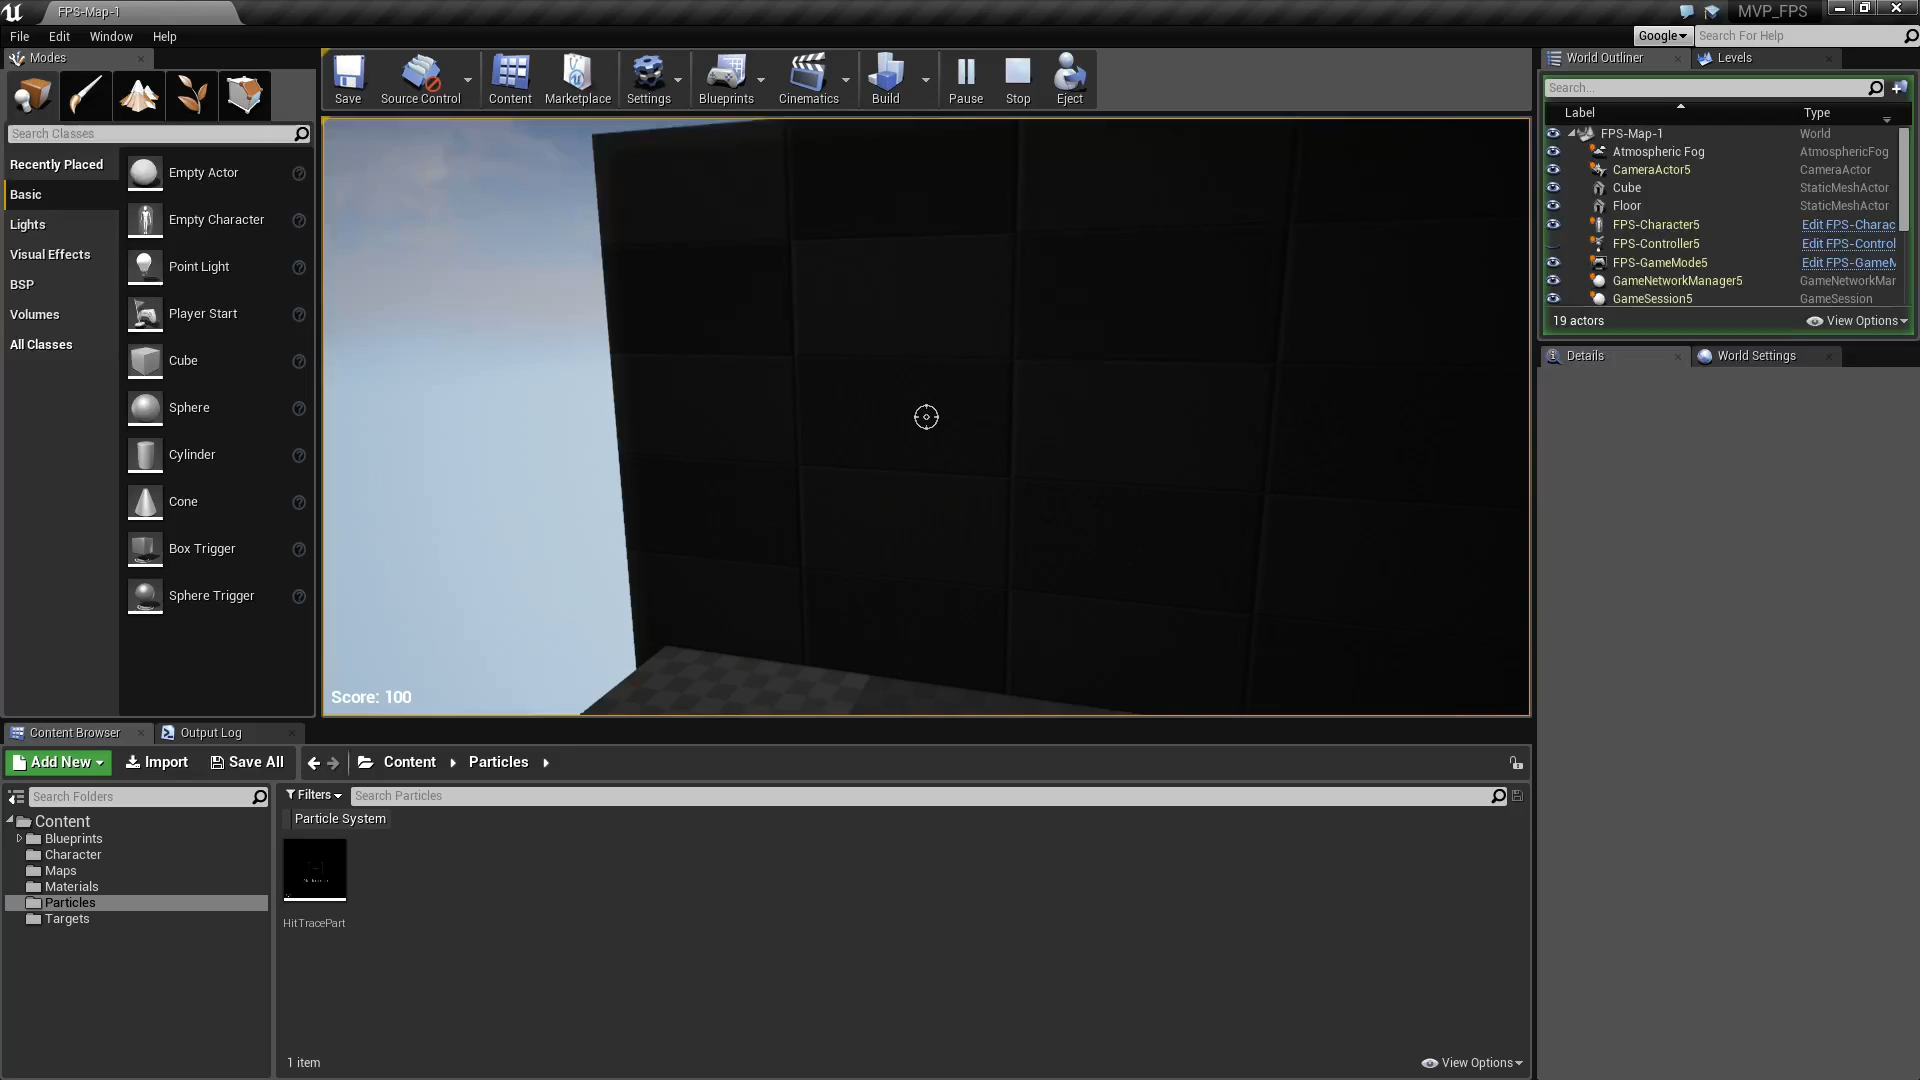 FPS-Map-1
MVP_FPS
File Edit Window Help
Google
Search For Help
Modes
Save
Source Control
Content
Marketplace
Settings
Blueprints
Cinematics
Build
Pause
Stop
Eject
World Outliner
Levels
Search Classes
Search...
Label
Type
Recently Placed
Basic
Lights
Visual Effects
BSP
Volumes
All Classes
Empty Actor
Empty Character
Point Light
Player Start
Cube
Sphere
Cylinder
Cone
Box Trigger
Sphere Trigger
FPS-Map-1 World
Atmospheric Fog AtmosphericFog
CameraActor5 CameraActor
Cube StaticMeshActor
Floor StaticMeshActor
FPS-Character5 Edit FPS-Charac
FPS-Controller5 Edit FPS-Control
FPS-GameMode5 Edit FPS-GameM
GameNetworkManager5 GameNetworkMar
GameSession5 GameSession
19 actors
View Options
Details
World Settings
Score: 100
Content Browser
Output Log
Add New
Import
Save All
Content
Particles
Search Folders
Filters
Search Particles
Content
Blueprints
Character
Maps
Materials
Particles
Targets
Particle System
HitTracePart
1 item
View Options